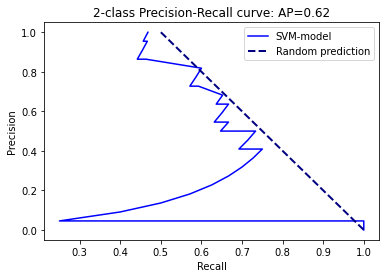 2-class Precision-Recall curve: AP=0.62
SVM-model
Random prediction
Precision
1.0
0.8
0.6
0.4
0.2
0.0
0.3 0.4 0.5 0.6 0.7 0.8 0.9 1.0
Recall